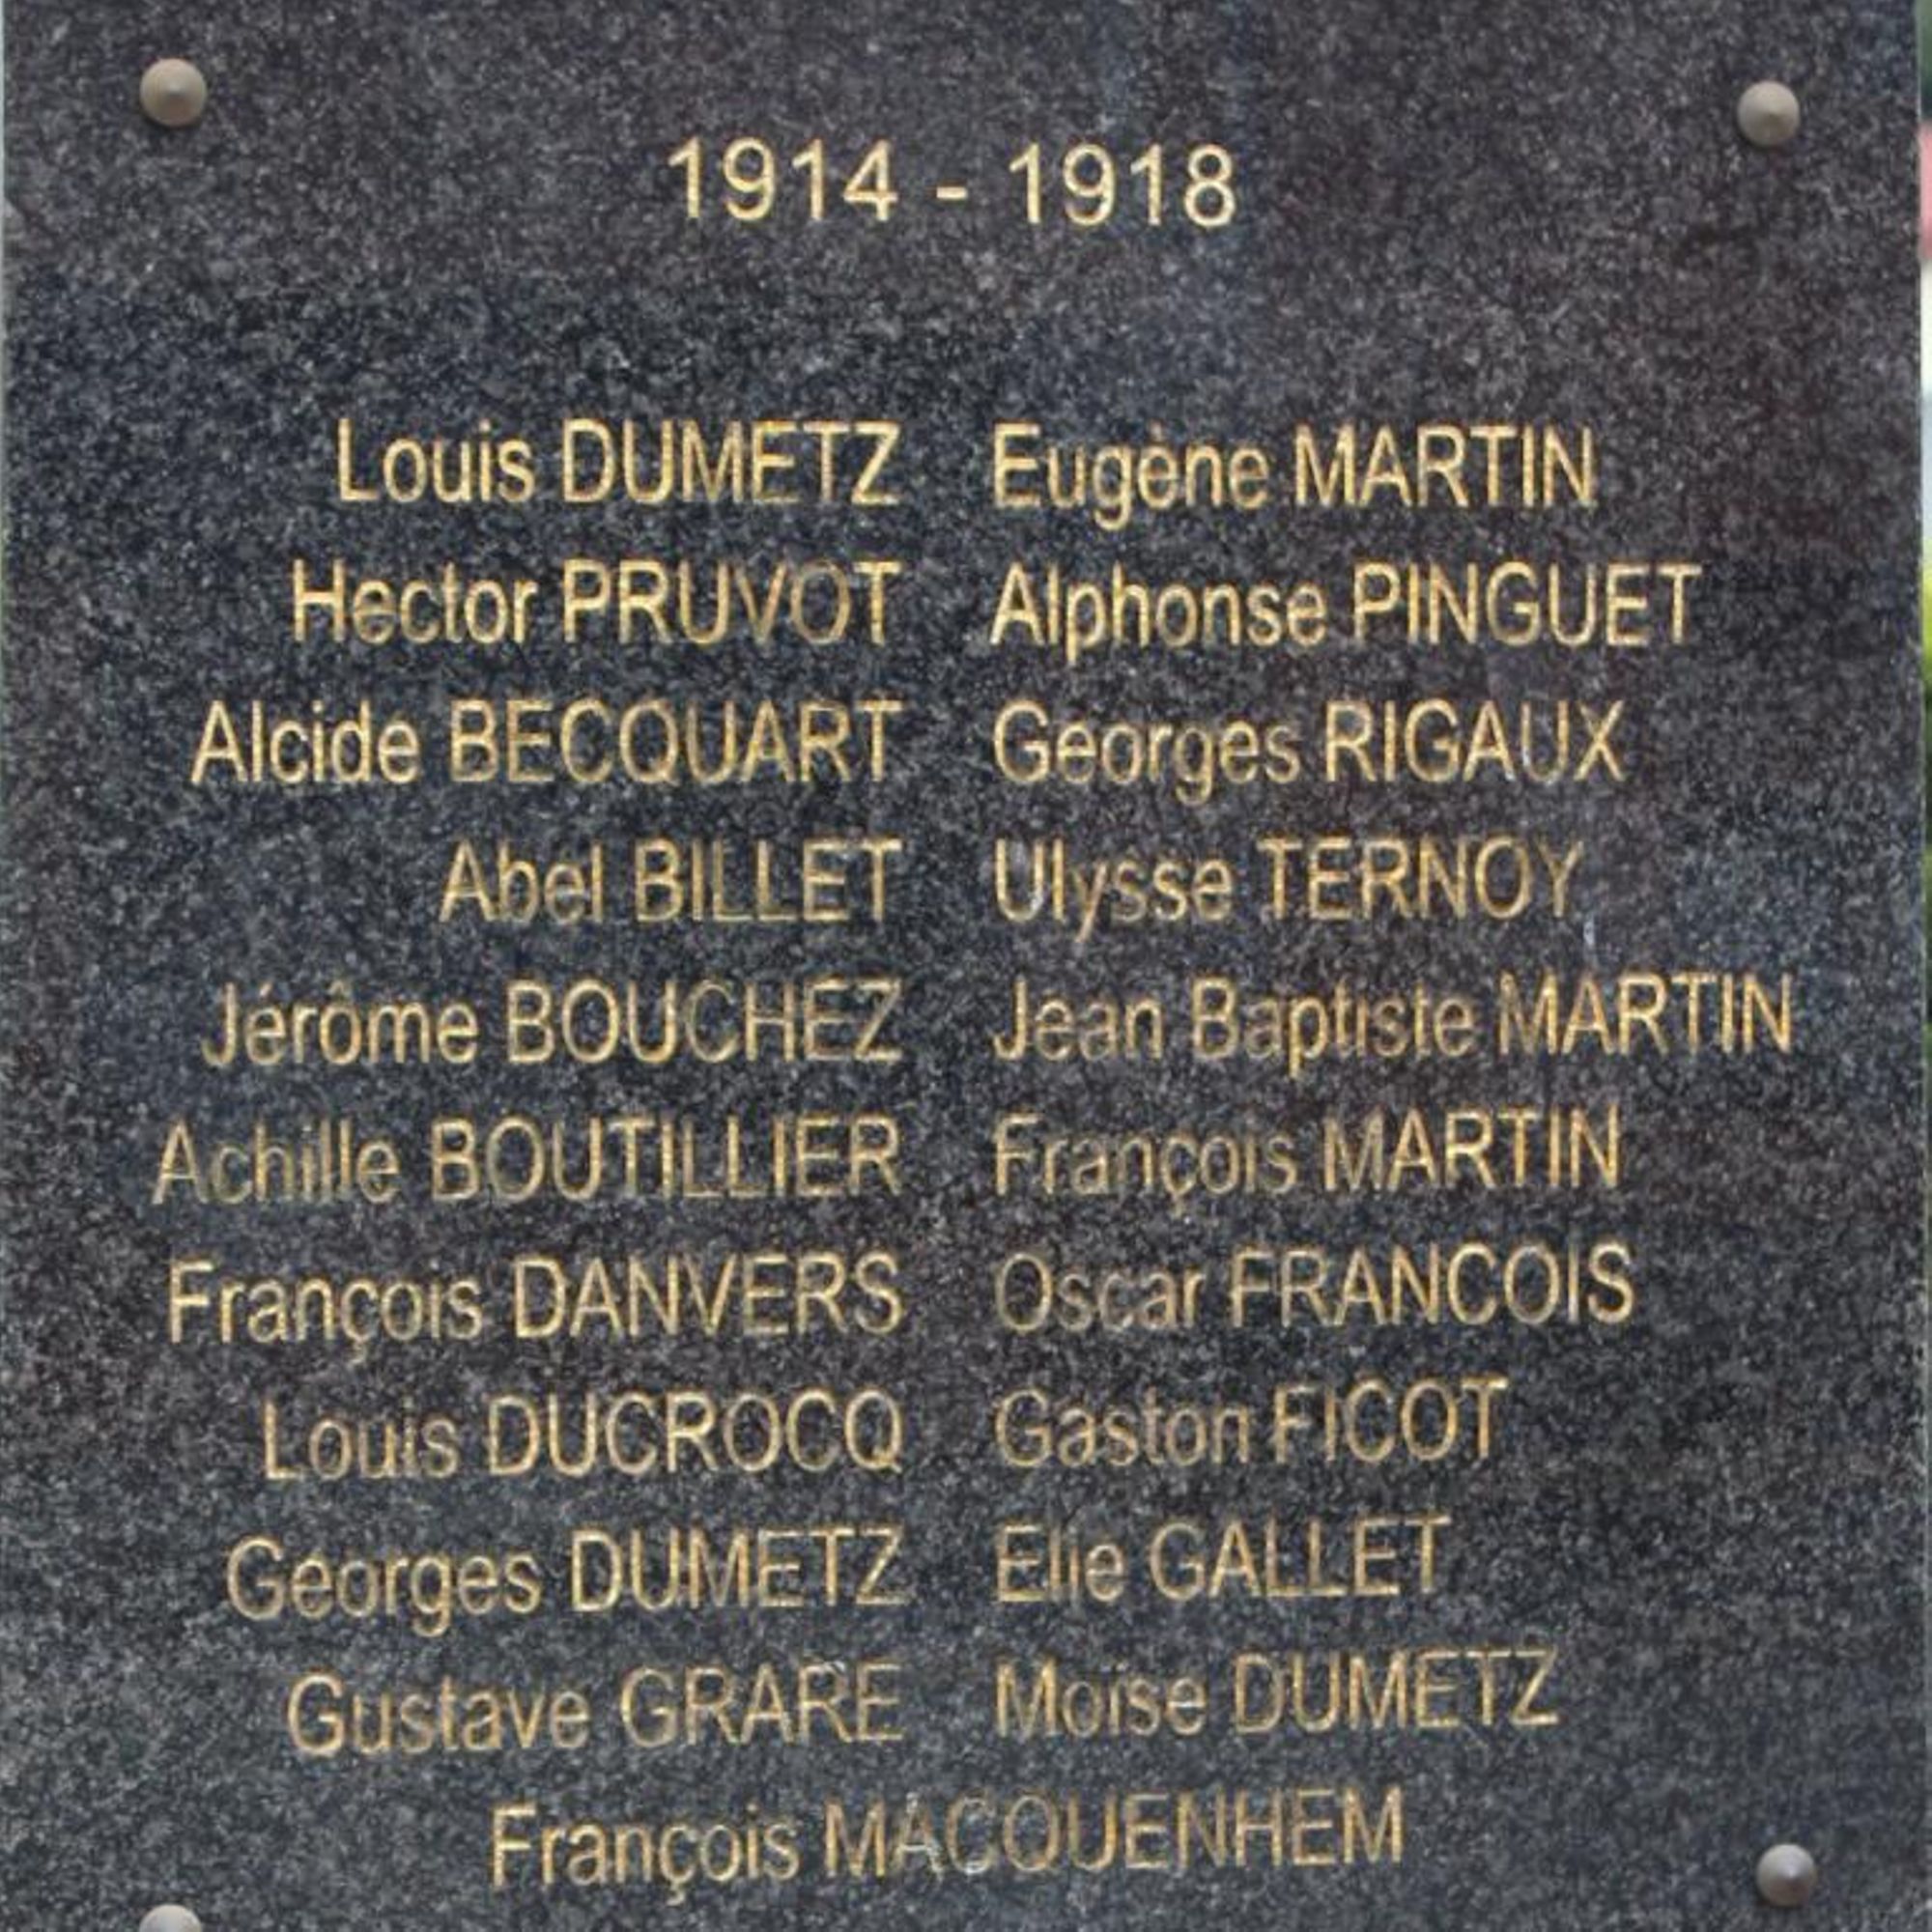 1914 - 1918
Louis DUMETZ Eugène MARTIN
Hector PRUVOT Alphonse PINGUET
Alcide BECQUART Georges RIGAUX
Abel BILLET Ulysse TERNOY
Jérôme BOUCHEZ Jean Baptiste MARTIN
Achille BOUTILLIER François MARTIN
François DANVERS Oscar FRANCOIS
Louis DUCROCQ Gaston FICOT
Georges DUMETZ Elie GALLET
Gustave GRARE Moïse DUMETZ
François MACQUENHEM